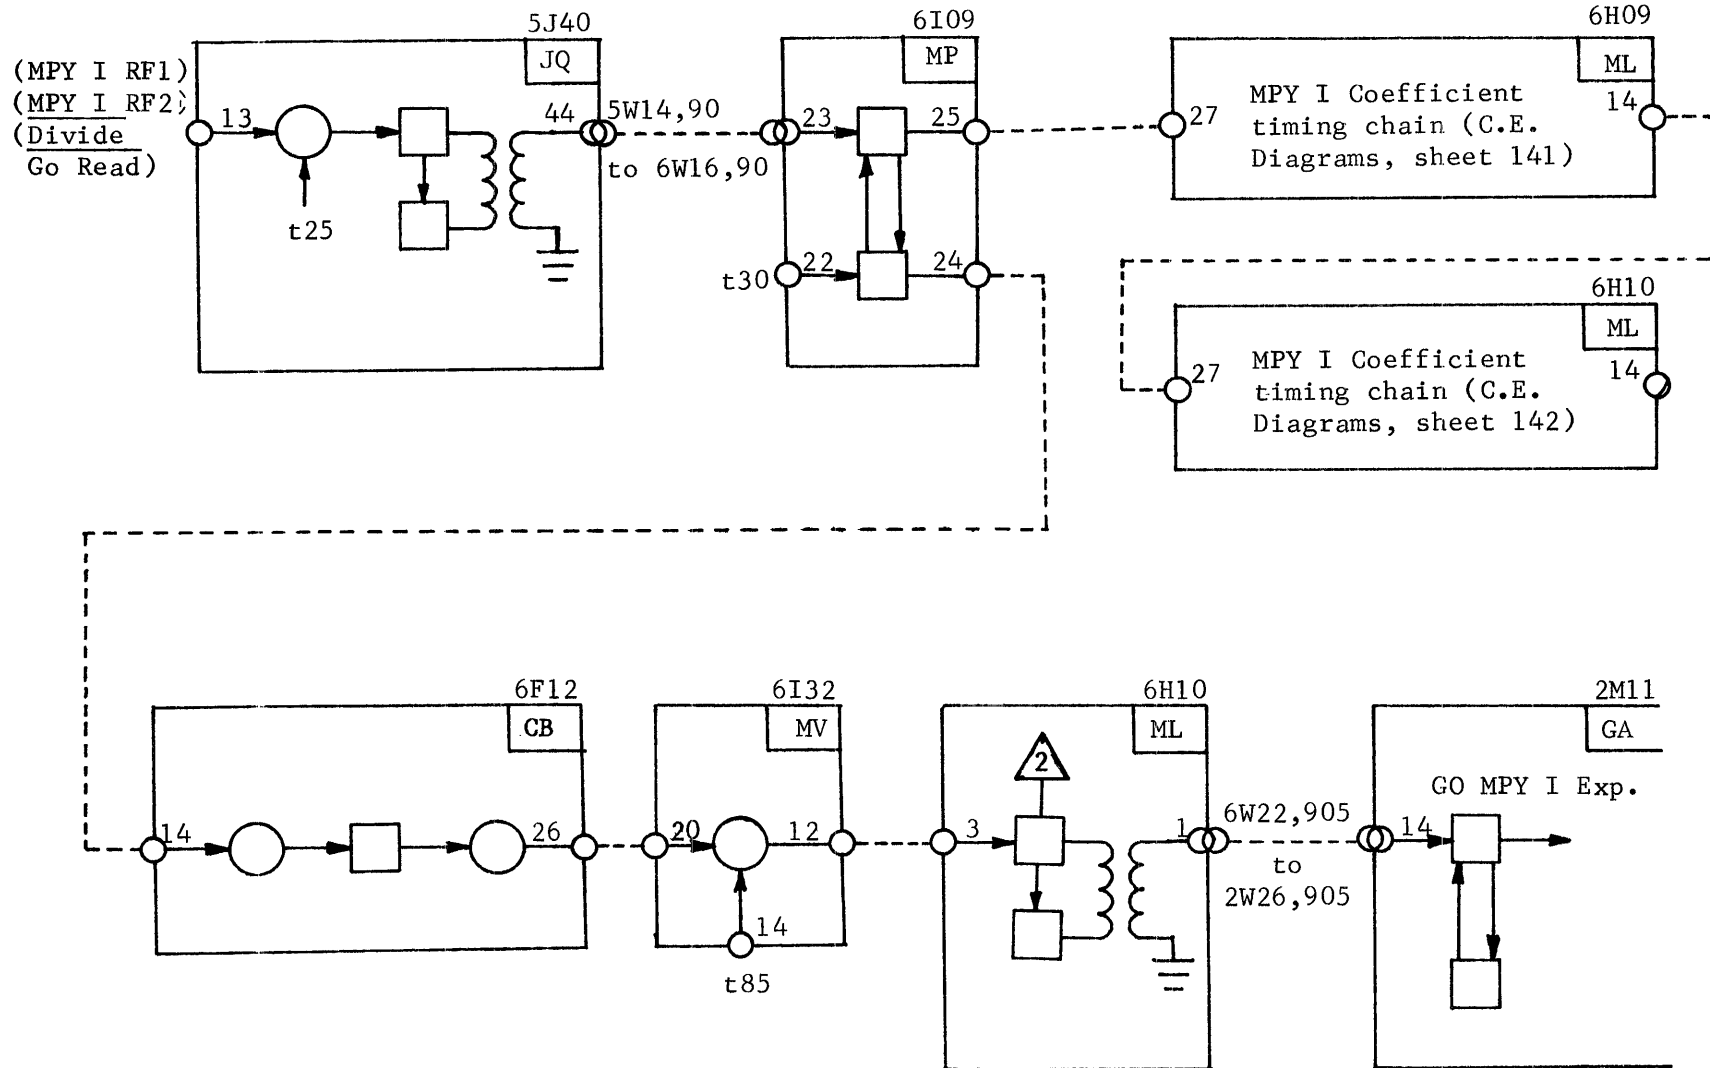 5J40
6I09
6H09
JQ
MP
ML
(MPY I RF1)
(MPY I RF2)
(Divide
Go Read)
13
44
5W14,90
to 6W16,90
t25
23
25
t30
22
24
27
MPY I Coefficient
timing chain (C.E.
Diagrams, sheet 141)
14
6H10
ML
27
MPY I Coefficient
timing chain (C.E.
Diagrams, sheet 142)
14
6F12
6I32
6H10
2M11
CB
MV
ML
GA
14
26
20
12
14
t85
2
3
1
6W22,905
to
2W26,905
GO MPY I Exp.
14